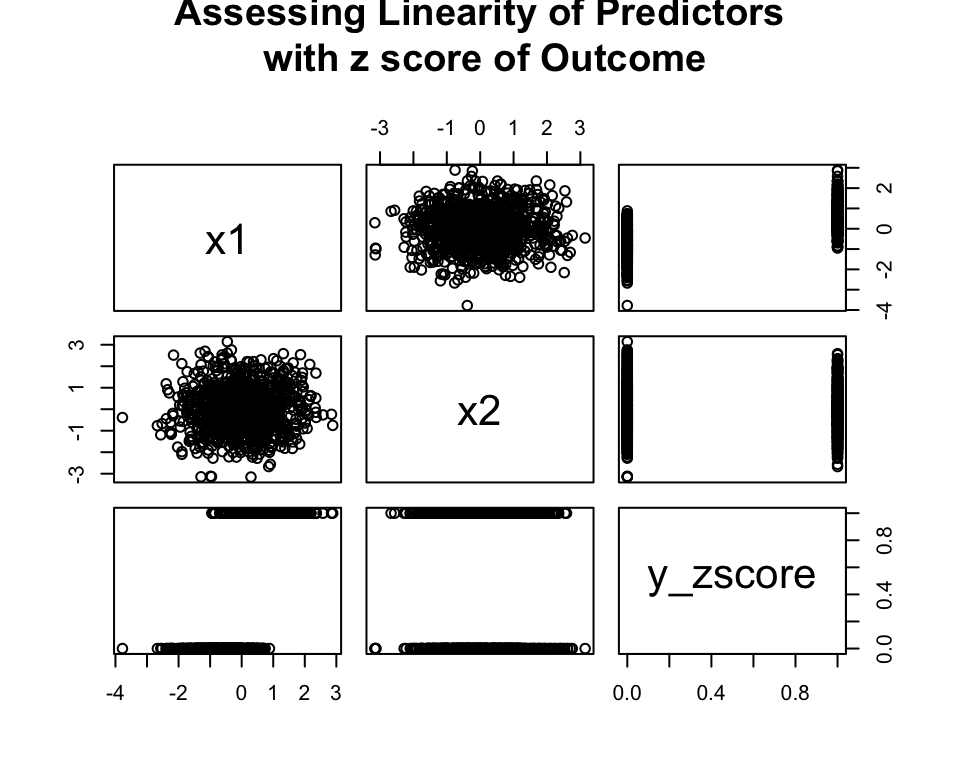 Assessing Linearity of Predictors
with z score of Outcome
-3 -1 0 1 2 3
x1
2
0
-2
-4
3
1
-1
-3
x2
y_zscore
0.8
0.4
0.0
-4 -2 0 1 2 3
0.0 0.4 0.8